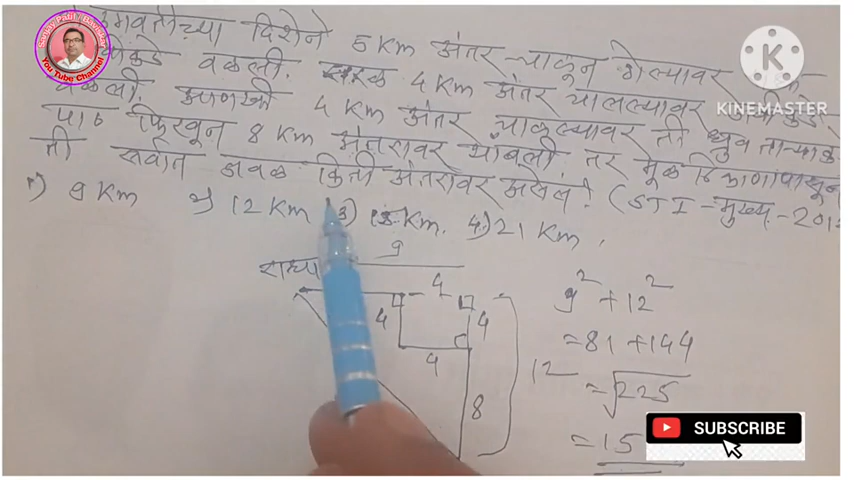 दिशेने 5 Km अंतर चालून गेल्यावर
वळली. 4 Km अंतर चालल्यावर
वळली. आणखी 4 Km अंतर चालल्यावर ती ध्रुव ताऱ्याकडे
पाठ फिरवून 8 Km अंतरावर थांबली. तर मूळ ठिकाणापासून
ती सर्वात जवळ किती अंतरावर असेल? (STI-मुख्य-201
1) 9 Km 2) 12 Km 3) 15 Km. 4) 21 Km.
9
4
4 4
4
8
12
9² + 12²
= 81 + 144
= √225
= 15
Sanjay Patil
You Tube Channel
K
KINEMASTER
SUBSCRIBE